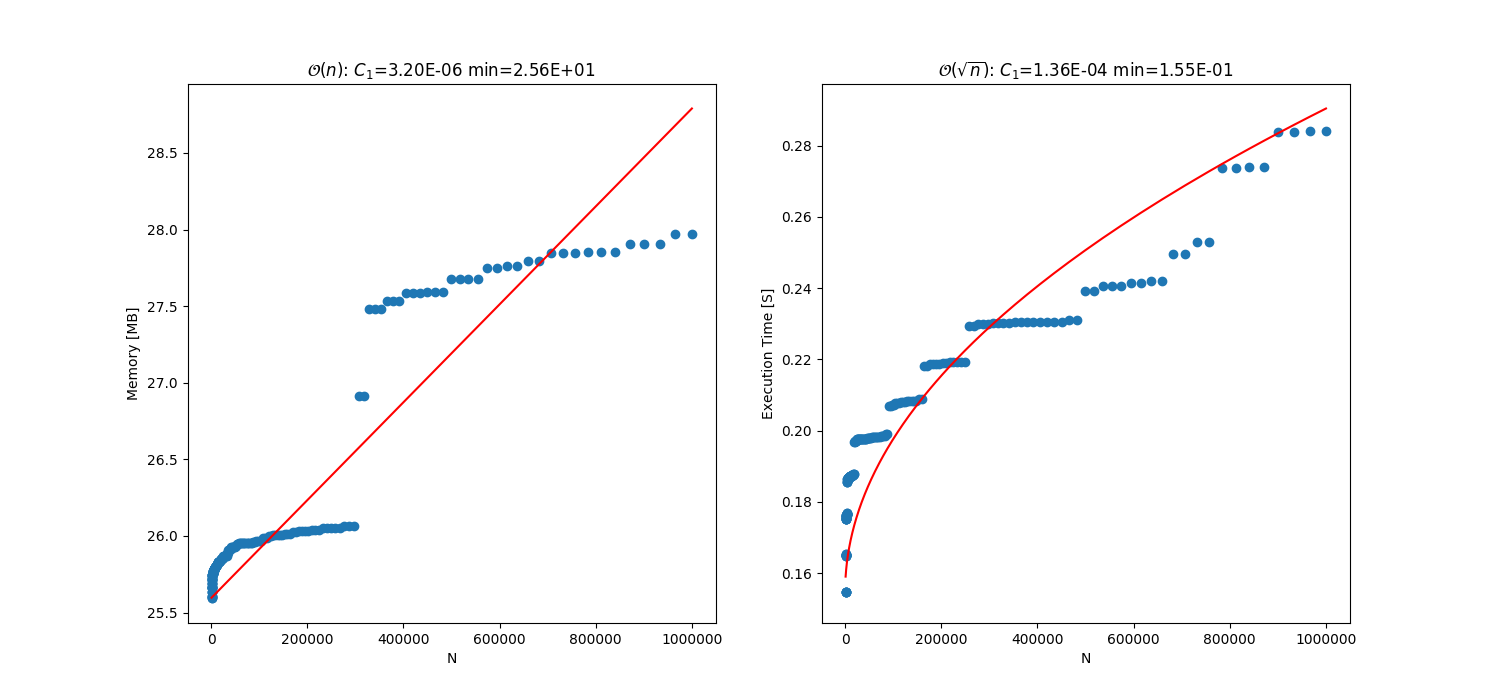 𝒪(n): C₁=3.20E-06 min=2.56E+01
Memory [MB]
28.5
28.0
27.5
27.0
26.5
26.0
25.5
0 200000 400000 600000 800000 1000000
N
𝒪(√n): C₁=1.36E-04 min=1.55E-01
Execution Time [S]
0.28
0.26
0.24
0.22
0.20
0.18
0.16
0 200000 400000 600000 800000 1000000
N